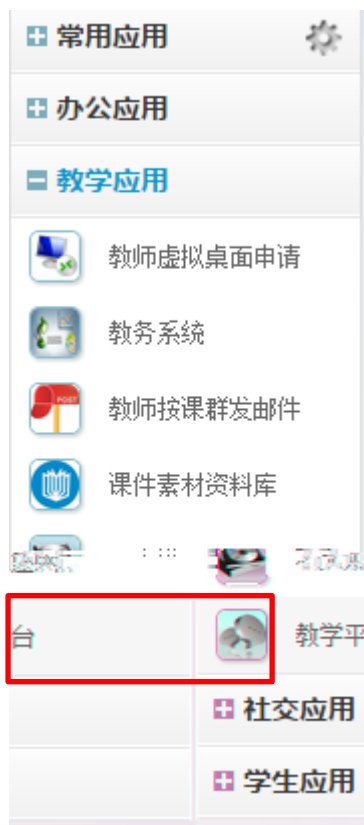 常用应用
办公应用
教学应用
教师虚拟桌面申请
教务系统
教师按课群发邮件
POST
课件素材资料库
台
教学平
社交应用
学生应用